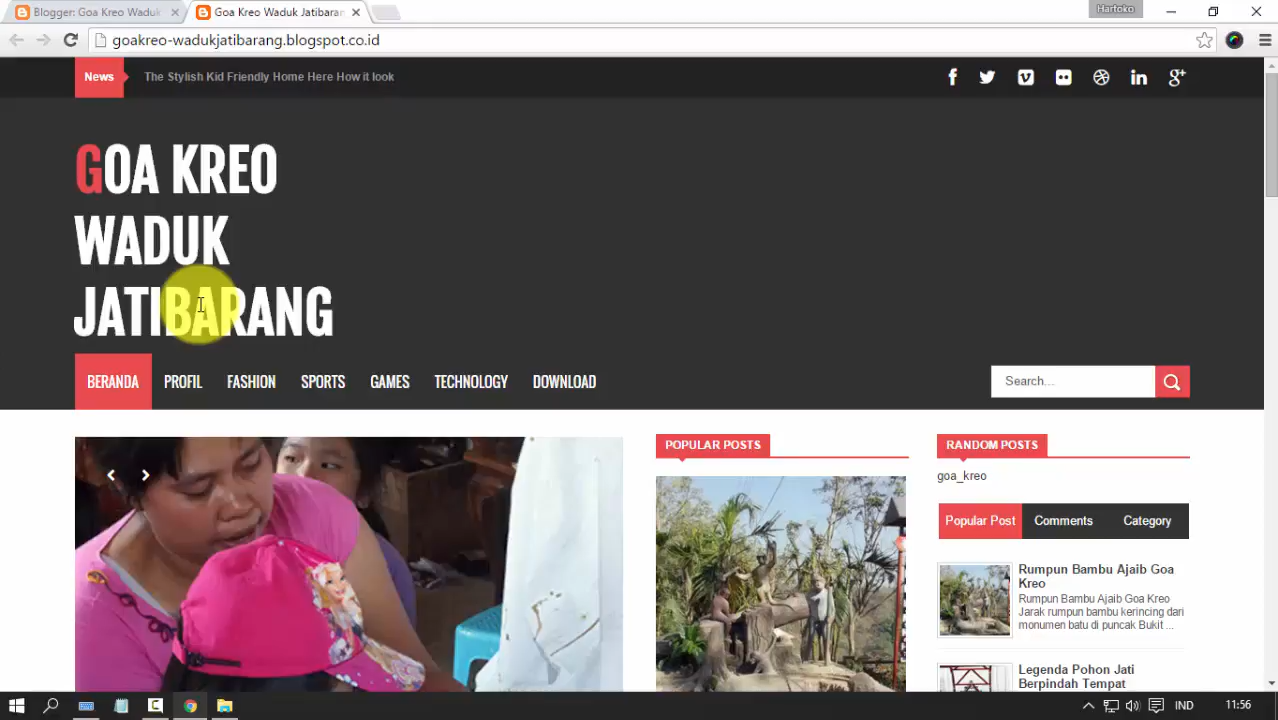 Blogger: Goa Kreo Waduk
Goa Kreo Waduk Jatibaran
Hartoko
goakreo-wadukjatibarang.blogspot.co.id
News
The Stylish Kid Friendly Home Here How it look
GOA KREO
WADUK
JATIBARANG
BERANDA PROFIL FASHION SPORTS GAMES TECHNOLOGY DOWNLOAD
Search...
POPULAR POSTS
RANDOM POSTS
goa_kreo
Popular Post Comments Category
Rumpun Bambu Ajaib Goa
Kreo
Rumpun Bambu Ajaib Goa Kreo
Jarak rumpun bambu kerincing dari
monumen batu di puncak Bukit ...
Legenda Pohon Jati
Berpindah Tempat
IND
11:56